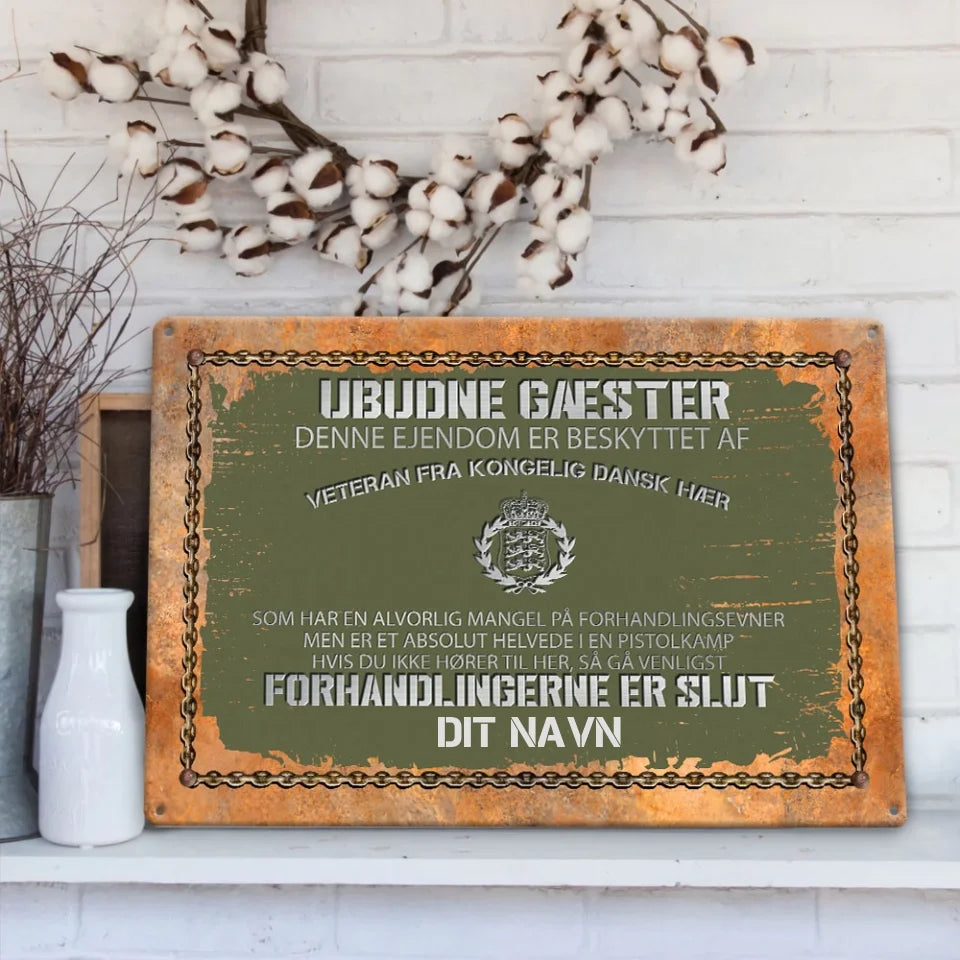 UBUDNE GÆSTER
DENNE EJENDOM ER BESKYTTET AF
VETERAN FRA KONGELIG DANSK HÆR
SOM HAR EN ALVORLIG MANGEL PÅ FORHANDLINGSEVNER
MEN ER ET ABSOLUT HELVEDE I EN PISTOLKAMP
HVIS DU IKKE HØRER TIL HER, SÅ GÅ VENLIGST
FORHANDLINGERNE ER SLUT
DIT NAVN